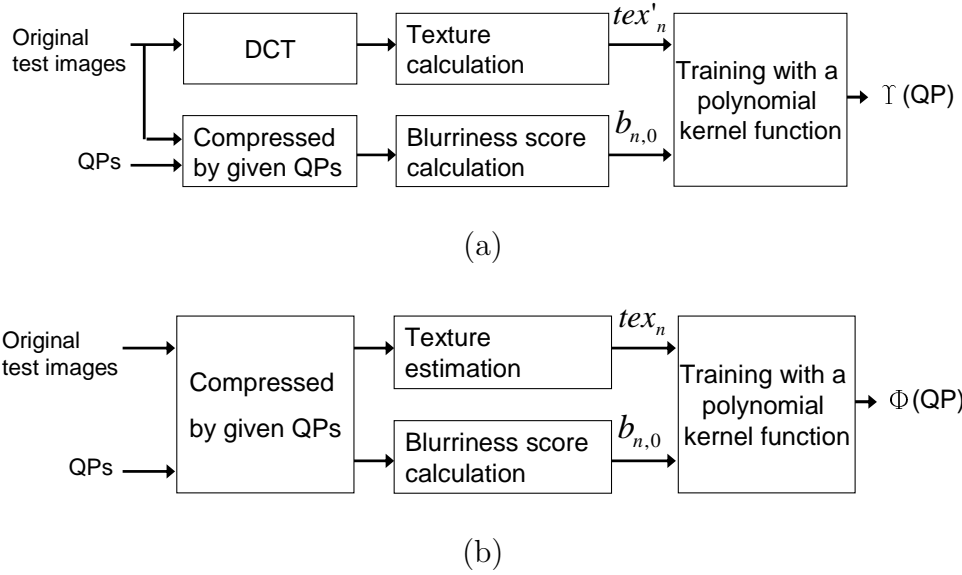 Original
test images
QPs
DCT
Texture
calculation
tex'ₙ
Compressed
by given QPs
Blurriness score
calculation
bₙ,₀
Training with a
polynomial
kernel function
ϒ (QP)
(a)
Original
test images
QPs
Compressed
by given QPs
Texture
estimation
texₙ
Blurriness score
calculation
bₙ,₀
Training with a
polynomial
kernel function
Φ (QP)
(b)